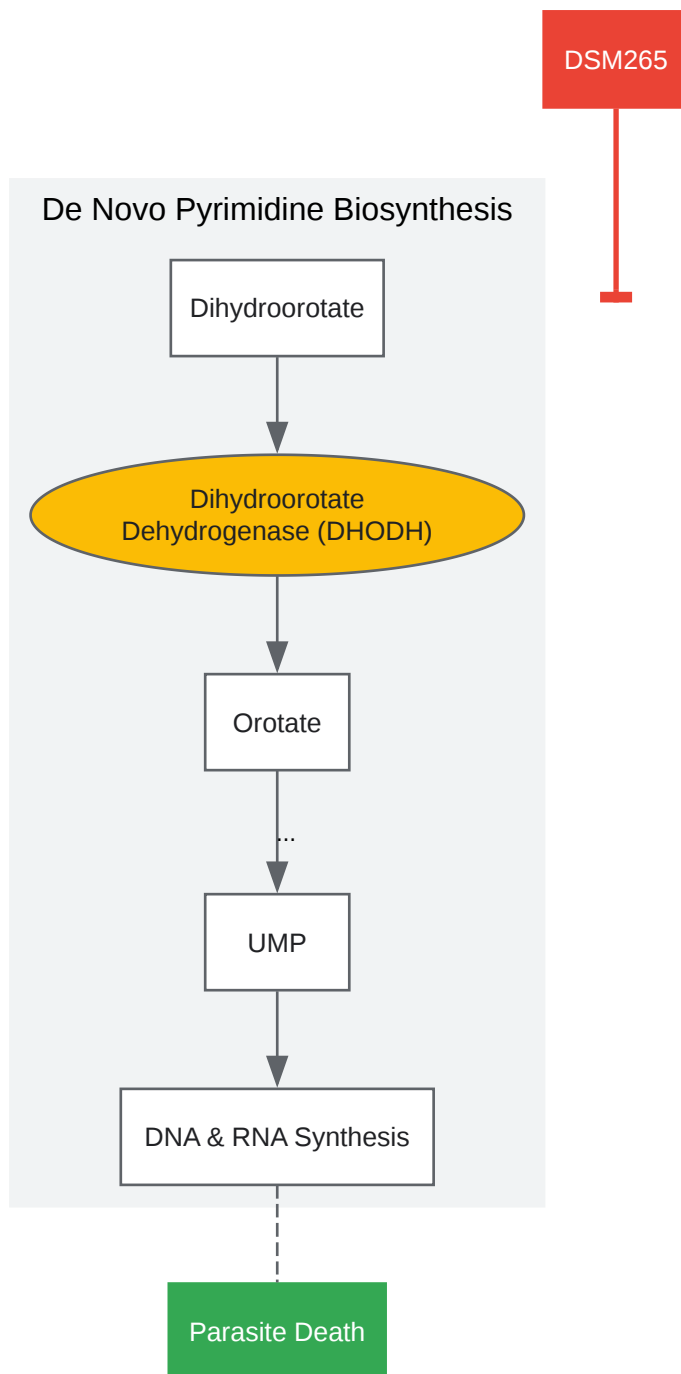 DSM265
De Novo Pyrimidine Biosynthesis
Dihydroorotate
Dihydroorotate
Dehydrogenase (DHODH)
Orotate
...
UMP
DNA & RNA Synthesis
Parasite Death